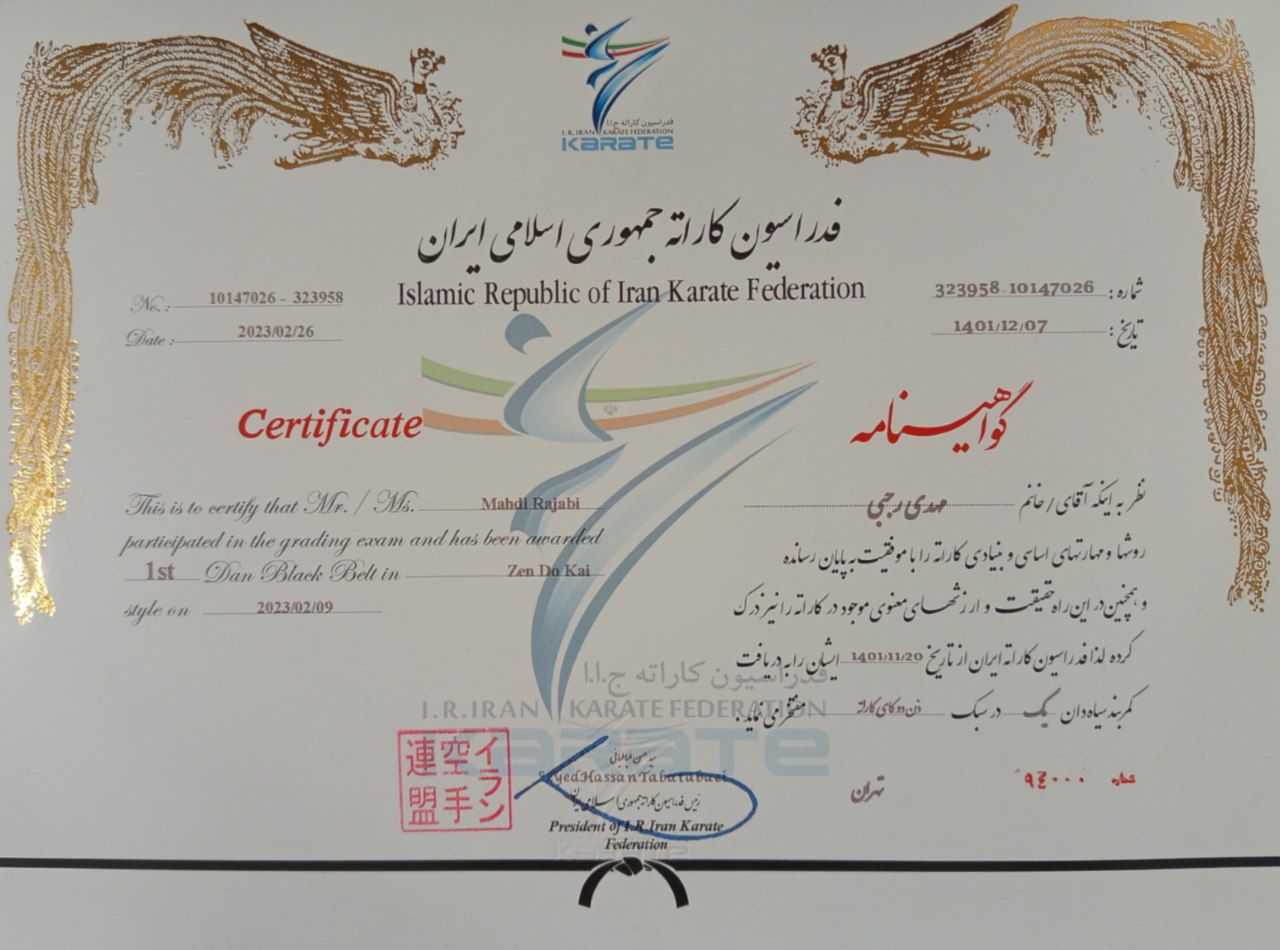 فدراسیون کاراته ج.ا.ا
I.R. IRAN KARATE FEDERATION
KARATE
فدراسیون کاراته جمهوری اسلامی ایران
Islamic Republic of Iran Karate Federation
No. : 10147026 - 323958
Date : 2023/02/26
شماره : 323958 - 10147026
تاریخ : 1401/12/07
Certificate
This is to certify that Mr. / Ms. Mahdi Rajabi
participated in the grading exam and has been awarded
1st Dan Black Belt in Zen Do Kai
style on 2023/02/09
گواهینامه
نظر به اینکه آقای / خانم مهدی رجبی
روشها و مهارتهای اساسی و بنیادی کاراته را با موفقیت به پایان رسانده
و همچنین در این راه حقیقت و ارزشهای معنوی موجود در کاراته را نیز درک
کرده لذا فدراسیون کاراته ایران از تاریخ 1401/11/20 ایشان را به دریافت
کمربند سیاه دان یک در سبک ذن دو کای کاراته مفتخر می نماید .
فدراسیون کاراته ج.ا.ا
I.R.IRAN KARATE FEDERATION
KARATE
イラン
空手
連盟
سید حسن طباطبائی
Seyed Hassan Tabatabaei
رئیس فدراسیون کاراته جمهوری اسلامی ایران
President of I.R.Iran Karate
Federation
تهران
شماره ۹٤۰۰۰